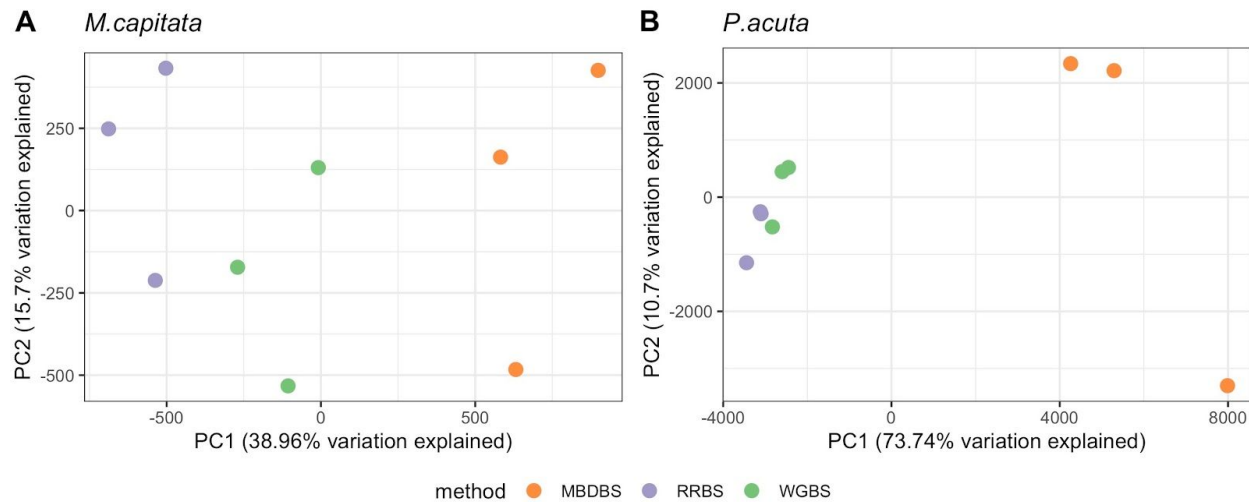 A M.capitata
PC2 (15.7% variation explained)
250
0
-250
-500
-500 0 500
PC1 (38.96% variation explained)
B P.acuta
PC2 (10.7% variation explained)
2000
0
-2000
-4000 0 4000 8000
PC1 (73.74% variation explained)
method MBDBS RRBS WGBS